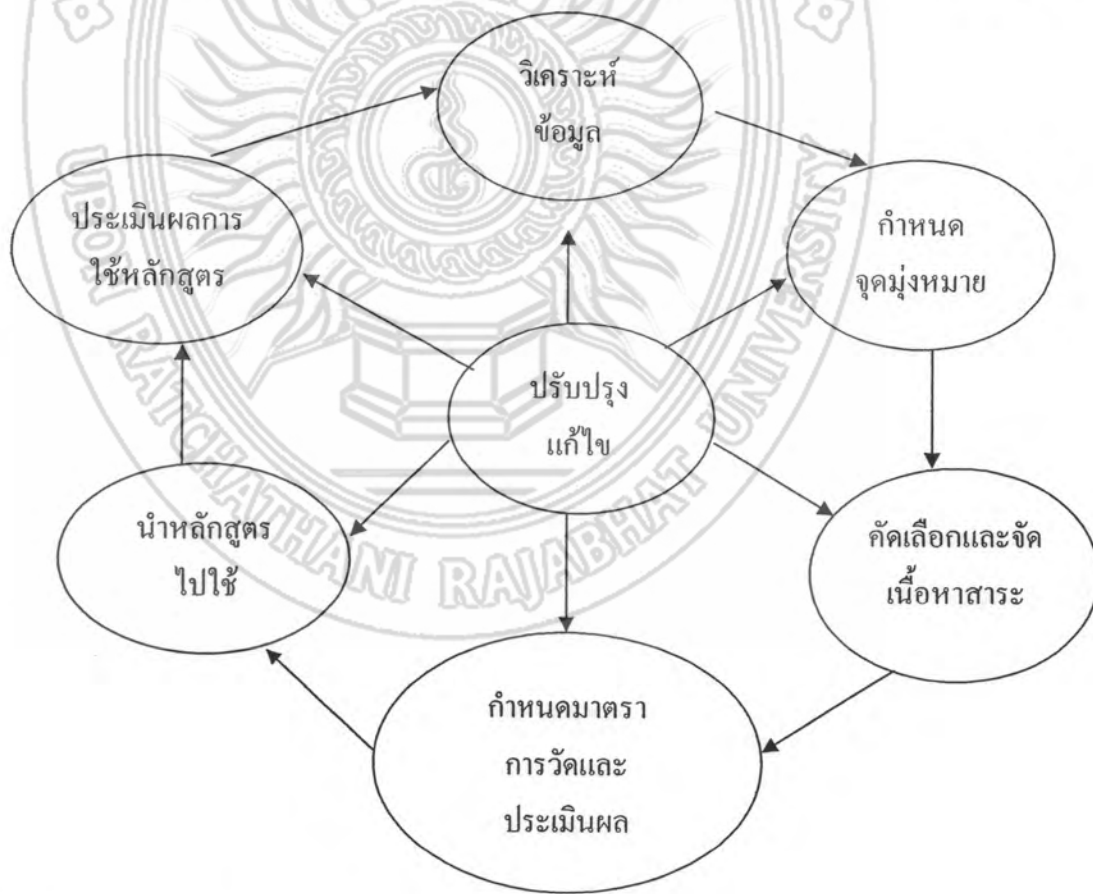 วิเคราะห์
ข้อมูล
กำหนด
จุดมุ่งหมาย
คัดเลือกและจัด
เนื้อหาสาระ
กำหนดมาตรา
การวัดและ
ประเมินผล
นำหลักสูตร
ไปใช้
ประเมินผลการ
ใช้หลักสูตร
ปรับปรุง
แก้ไข
UBON RATCHATHANI RAJABHAT UNIVERSITY